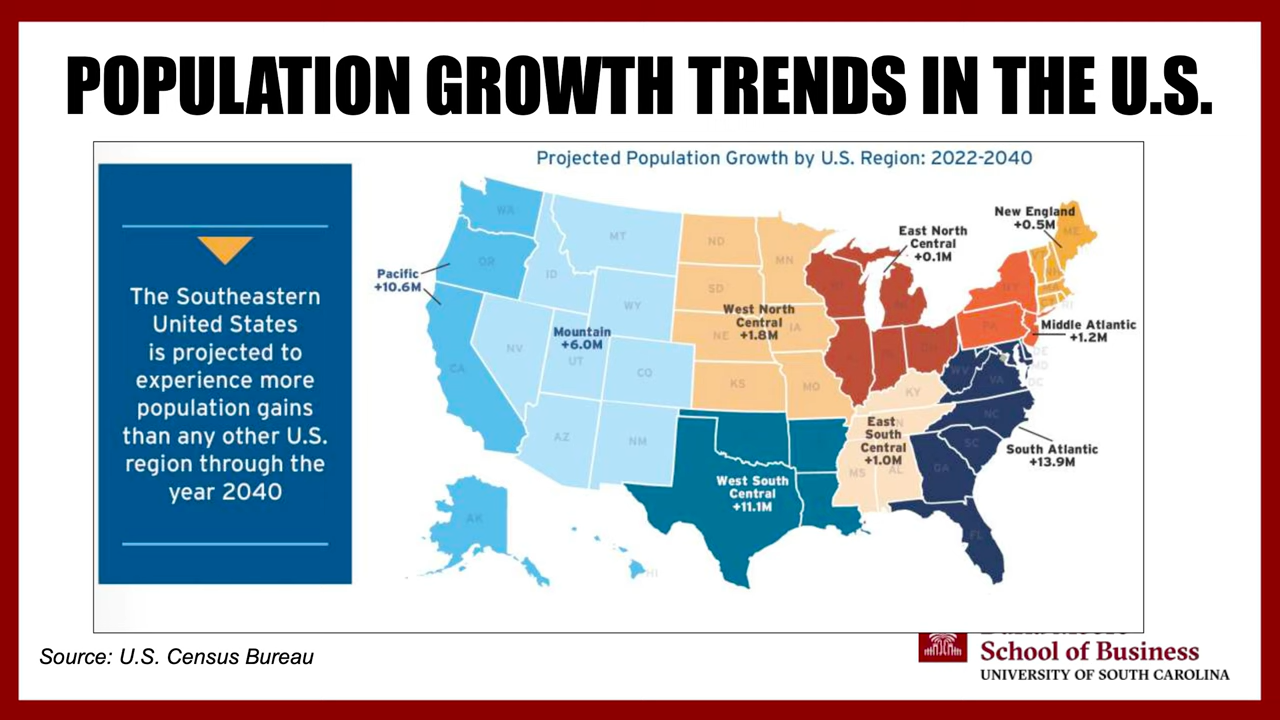 POPULATION GROWTH TRENDS IN THE U.S.
Projected Population Growth by U.S. Region: 2022-2040
The Southeastern
United States
is projected to
experience more
population gains
than any other U.S.
region through the
year 2040
Pacific
+10.6M
Mountain
+6.0M
West North
Central
+1.8M
East North
Central
+0.1M
New England
+0.5M
Middle Atlantic
+1.2M
South Atlantic
+13.9M
East
South
Central
+1.0M
West South
Central
+11.1M
WA
OR
CA
NV
ID
MT
WY
UT
CO
AZ
NM
ND
SD
NE
KS
MN
IA
MO
KY
MS
AL
GA
FL
SC
NC
VA
WV
DE
MD
DC
PA
NY
ME
AK
HI
Source: U.S. Census Bureau
School of Business
UNIVERSITY OF SOUTH CAROLINA